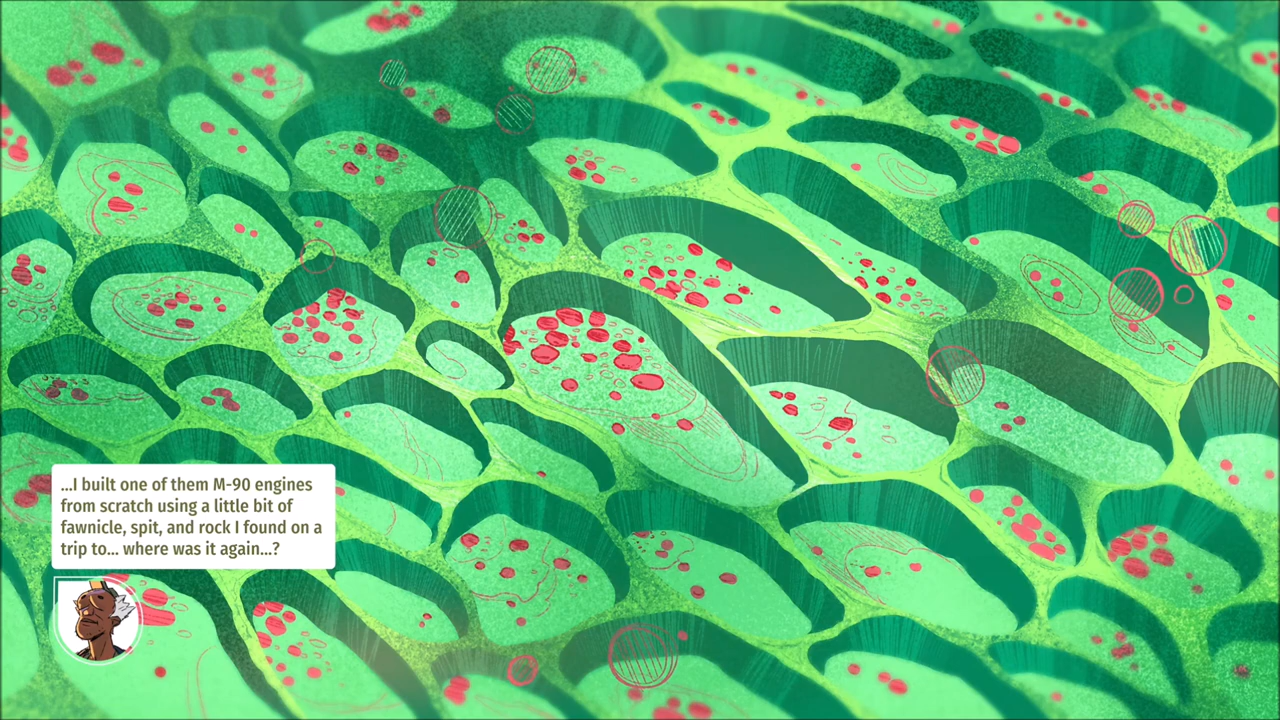 ...I built one of them M-90 engines
from scratch using a little bit of
fawnicle, spit, and rock I found on a
trip to... where was it again...?